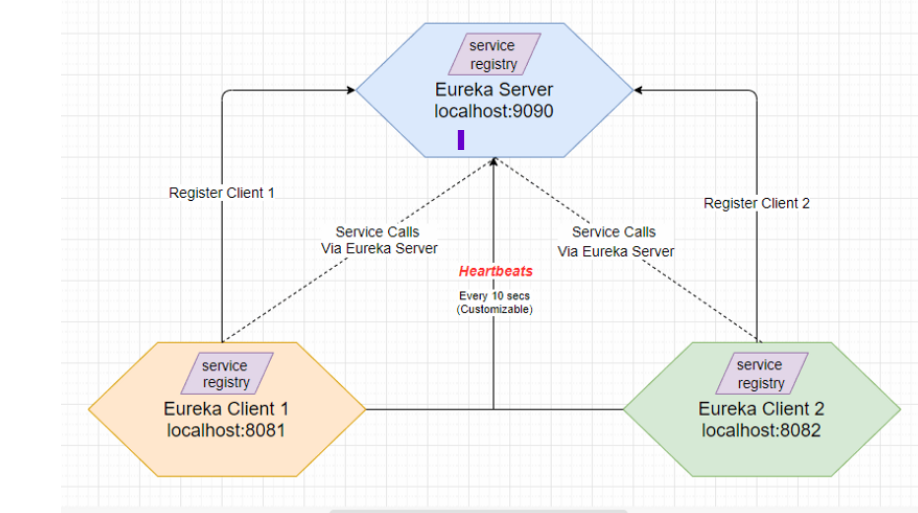 service
registry
Eureka Server
localhost:9090
Register Client 1
Register Client 2
Service Calls
Via Eureka Server
Service Calls
Via Eureka Server
Heartbeats
Every 10 secs
(Customizable)
service
registry
Eureka Client 1
localhost:8081
service
registry
Eureka Client 2
localhost:8082